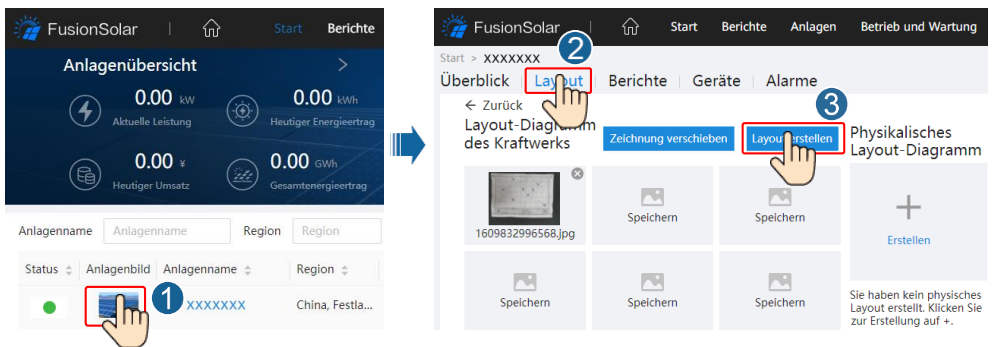 FusionSolar
Start
Berichte
Anlagenübersicht
>
0.00 kW
Aktuelle Leistung
0.00 kWh
Heutiger Energieertrag
0.00 ¥
Heutiger Umsatz
0.00 GWh
Gesamtenergieertrag
Anlagenname
Anlagenname
Region
Region
Status
Anlagenbild
Anlagenname
Region
1
XXXXXXX
China, Festla...
FusionSolar
Start
Berichte
Anlagen
Betrieb und Wartung
Start > XXXXXXX
2
Überblick
Layout
Berichte
Geräte
Alarme
← Zurück
3
Layout-Diagramm
des Kraftwerks
Zeichnung verschieben
Layout erstellen
Physikalisches
Layout-Diagramm
1609832996568.jpg
Speichern
Speichern
Erstellen
Speichern
Speichern
Speichern
Sie haben kein physisches
Layout erstellt. Klicken Sie
zur Erstellung auf +.